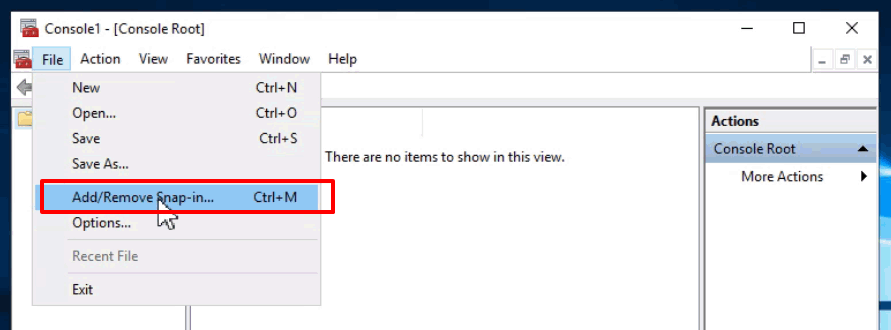 Console1 - [Console Root]
File Action View Favorites Window Help
New Ctrl+N
Open... Ctrl+O
Save Ctrl+S
Save As...
Add/Remove Snap-in... Ctrl+M
Options...
Recent File
Exit
There are no items to show in this view.
Actions
Console Root
More Actions